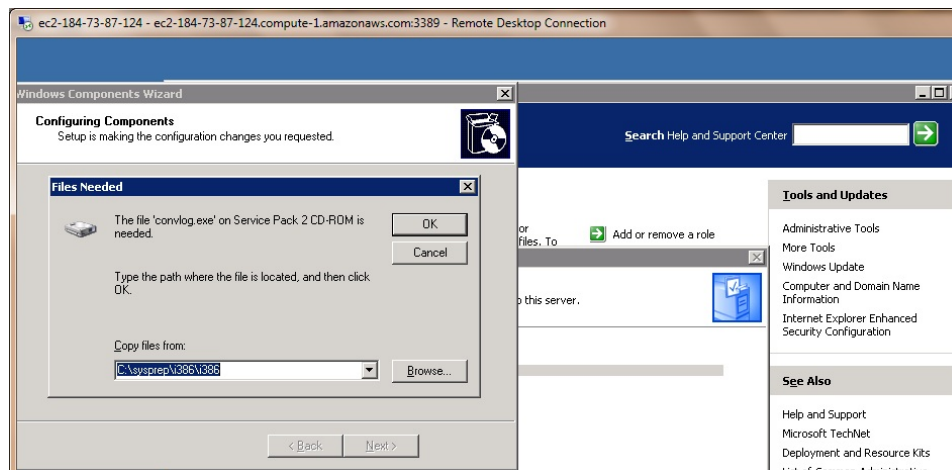 ec2-184-73-87-124 - ec2-184-73-87-124.compute-1.amazonaws.com:3389 - Remote Desktop Connection
Windows Components Wizard
Configuring Components
Setup is making the configuration changes you requested.
Search Help and Support Center
Files Needed
The file 'convlog.exe' on Service Pack 2 CD-ROM is
needed.
OK
Cancel
Type the path where the file is located, and then click
OK.
Copy files from:
C:\sysprep\i386\i386
Browse...
< Back
Next >
or
files. To
Add or remove a role
this server.
Tools and Updates
Administrative Tools
More Tools
Windows Update
Computer and Domain Name
Information
Internet Explorer Enhanced
Security Configuration
See Also
Help and Support
Microsoft TechNet
Deployment and Resource Kits